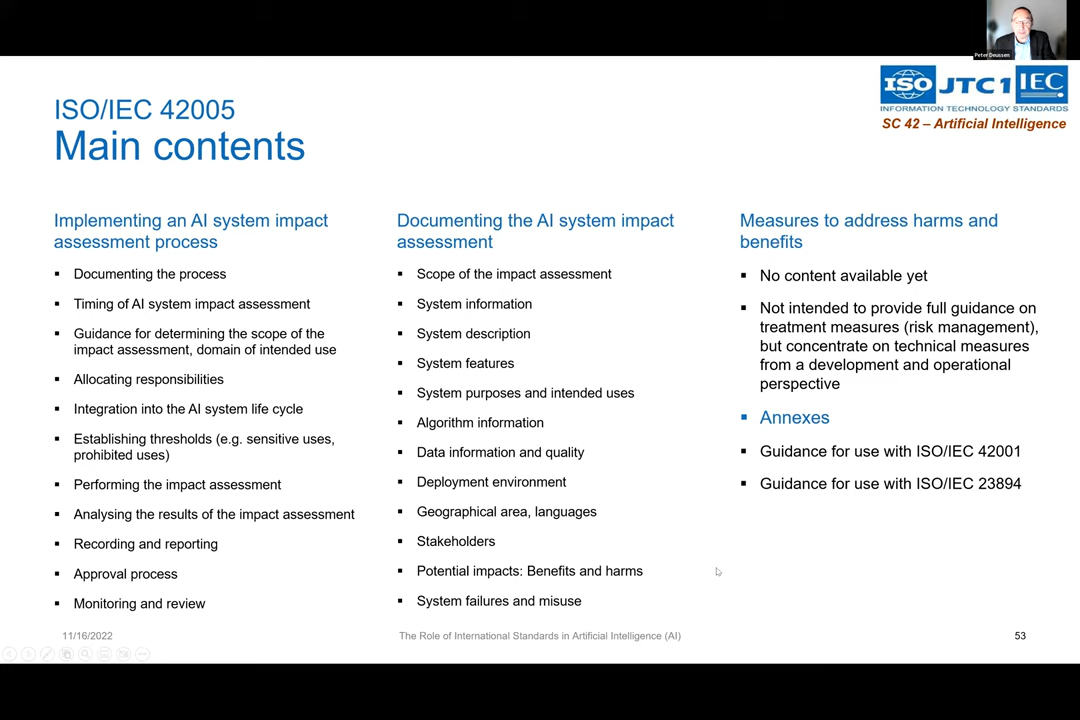 Peter Deussen
ISO JTC 1 IEC
INFORMATION TECHNOLOGY STANDARDS
SC 42 – Artificial Intelligence
ISO/IEC 42005
Main contents
Implementing an AI system impact
assessment process
▪ Documenting the process
▪ Timing of AI system impact assessment
▪ Guidance for determining the scope of the
impact assessment, domain of intended use
▪ Allocating responsibilities
▪ Integration into the AI system life cycle
▪ Establishing thresholds (e.g. sensitive uses,
prohibited uses)
▪ Performing the impact assessment
▪ Analysing the results of the impact assessment
▪ Recording and reporting
▪ Approval process
▪ Monitoring and review
Documenting the AI system impact
assessment
▪ Scope of the impact assessment
▪ System information
▪ System description
▪ System features
▪ System purposes and intended uses
▪ Algorithm information
▪ Data information and quality
▪ Deployment environment
▪ Geographical area, languages
▪ Stakeholders
▪ Potential impacts: Benefits and harms
▪ System failures and misuse
Measures to address harms and
benefits
▪ No content available yet
▪ Not intended to provide full guidance on
treatment measures (risk management),
but concentrate on technical measures
from a development and operational
perspective
▪ Annexes
▪ Guidance for use with ISO/IEC 42001
▪ Guidance for use with ISO/IEC 23894
11/16/2022
The Role of International Standards in Artificial Intelligence (AI)
53